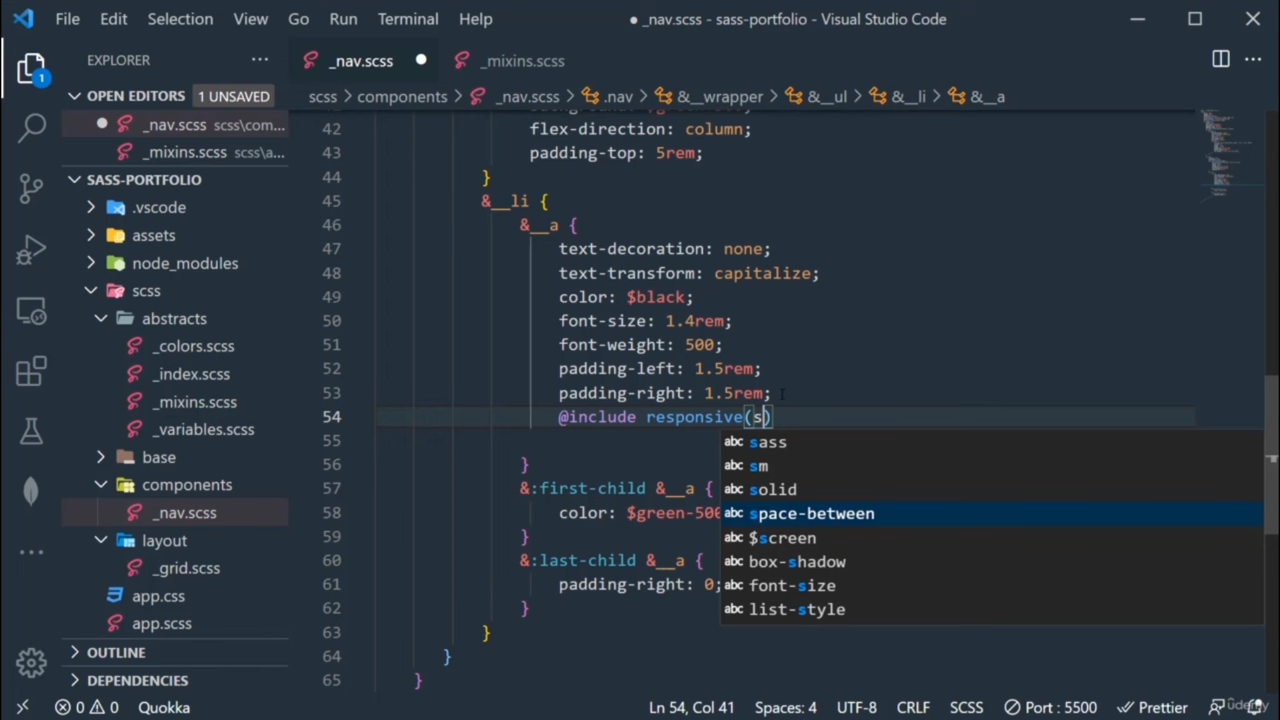 File Edit Selection View Go Run Terminal Help ● _nav.scss - sass-portfolio - Visual Studio Code
EXPLORER ··· _nav.scss ● _mixins.scss ···
1
OPEN EDITORS 1 UNSAVED
scss > components > _nav.scss > .nav > &__wrapper > &__ul > &__li > &__a
● _nav.scss scss\com...
_mixins.scss scss\a...
SASS-PORTFOLIO
.vscode
assets
node_modules
scss
abstracts
_colors.scss
_index.scss
_mixins.scss
_variables.scss
base
components
_nav.scss
layout
_grid.scss
app.css
app.scss
OUTLINE
DEPENDENCIES
42 flex-direction: column;
43 padding-top: 5rem;
44 }
45 &__li {
46 &__a {
47 text-decoration: none;
48 text-transform: capitalize;
49 color: $black;
50 font-size: 1.4rem;
51 font-weight: 500;
52 padding-left: 1.5rem;
53 padding-right: 1.5rem;
54 @include responsive(s)
55
56 }
57 &:first-child &__a {
58 color: $green-500
59 }
60 &:last-child &__a {
61 padding-right: 0;
62 }
63 }
64 }
65 }
abc sass
abc sm
abc solid
abc space-between
abc $screen
abc box-shadow
abc font-size
abc list-style
0 0 Quokka Ln 54, Col 41 Spaces: 4 UTF-8 CRLF SCSS Port : 5500 Prettier
udemy